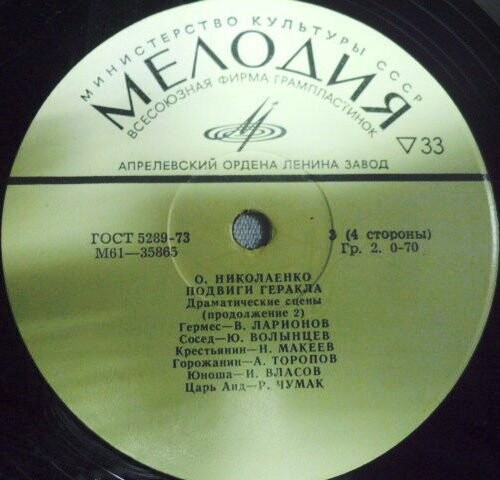 МИНИСТЕРСТВО КУЛЬТУРЫ СССР
МЕЛОДИЯ
ВСЕСОЮЗНАЯ ФИРМА ГРАМПЛАСТИНОК
▽33
АПРЕЛЕВСКИЙ ОРДЕНА ЛЕНИНА ЗАВОД
ГОСТ 5289-73
М61—35865
3 (4 стороны)
Гр. 2. 0-70
О. НИКОЛАЕНКО
ПОДВИГИ ГЕРАКЛА
Драматические сцены
(продолжение 2)
Гермес—В. ЛАРИОНОВ
Сосед—Ю. ВОЛЫНЦЕВ
Крестьянин—Н. МАКЕЕВ
Горожанин—А. ТОРОПОВ
Юноша—И. ВЛАСОВ
Царь Аид—Р. ЧУМАК